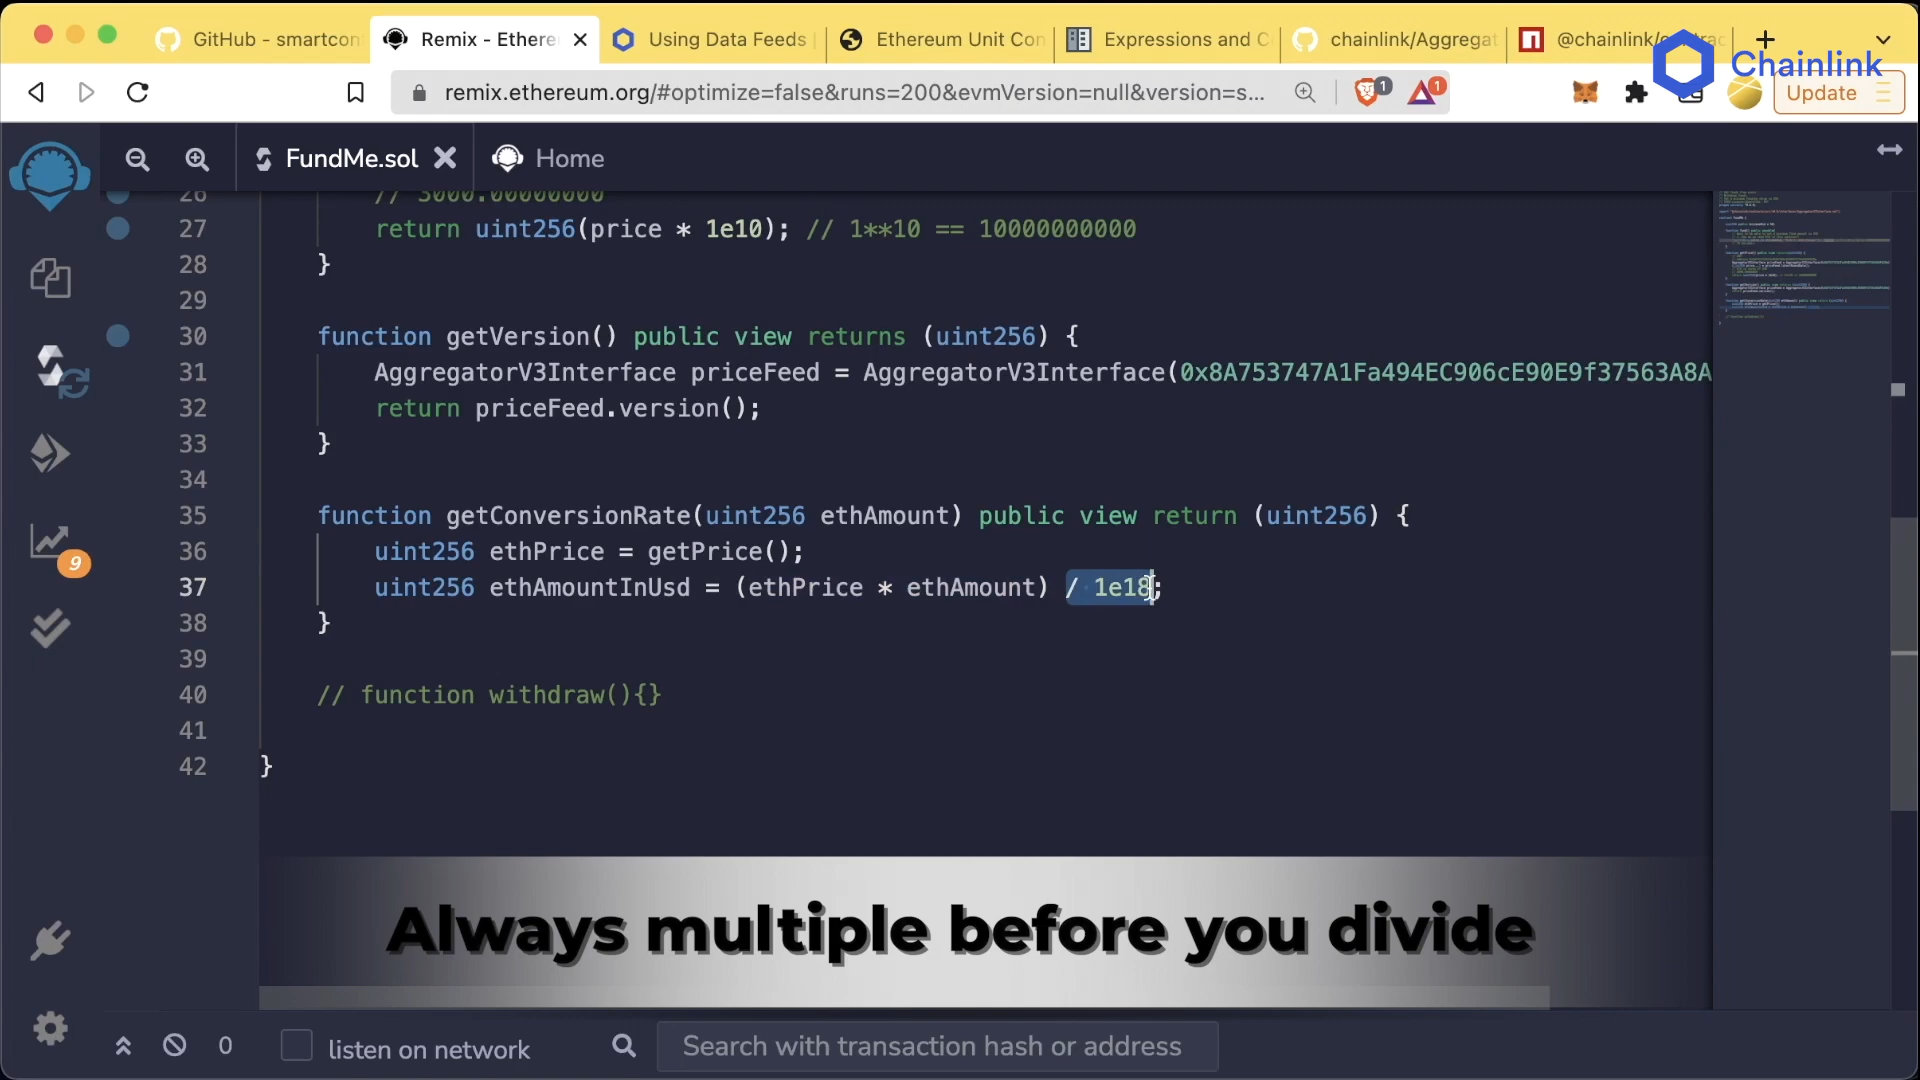 GitHub - smartcon
Remix - Ethere
Using Data Feeds
Ethereum Unit Con
Expressions and C
chainlink/Aggregat
@chainlink/
Chainlink
remix.ethereum.org/#optimize=false&runs=200&evmVersion=null&version=s...
1
1
Update
FundMe.sol
Home
26 // 3000.00000000
27 return uint256(price * 1e10); // 1**10 == 10000000000
28 }
29
30 function getVersion() public view returns (uint256) {
31 AggregatorV3Interface priceFeed = AggregatorV3Interface(0x8A753747A1Fa494EC906cE90E9f37563A8A
32 return priceFeed.version();
33 }
34
35 function getConversionRate(uint256 ethAmount) public view return (uint256) {
36 uint256 ethPrice = getPrice();
37 uint256 ethAmountInUsd = (ethPrice * ethAmount) / 1e18;
38 }
39
40 // function withdraw(){}
41
42 }
9
Always multiple before you divide
0
listen on network
Search with transaction hash or address